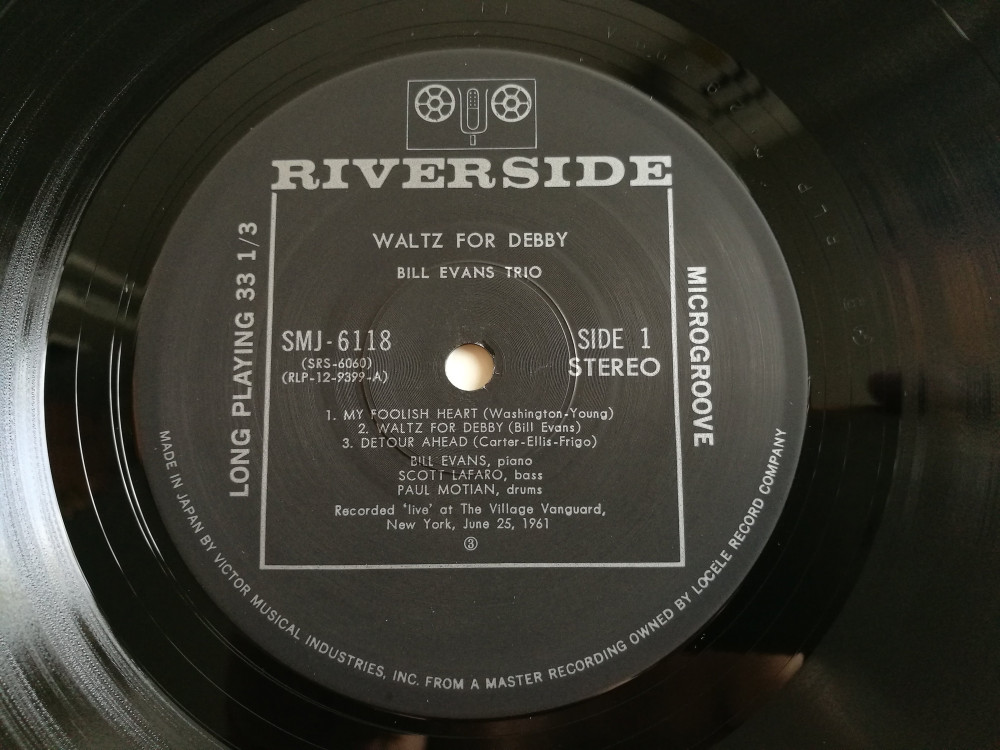 RIVERSIDE
WALTZ FOR DEBBY
BILL EVANS TRIO
LONG PLAYING 33 1/3
MICROGROOVE
SMJ-6118
(SRS-6060)
(RLP-12-9399-A)
SIDE 1
STEREO
1. MY FOOLISH HEART (Washington-Young)
2. WALTZ FOR DEBBY (Bill Evans)
3. DETOUR AHEAD (Carter-Ellis-Frigo)
BILL EVANS, piano
SCOTT LAFARO, bass
PAUL MOTIAN, drums
Recorded 'live' at The Village Vanguard,
New York, June 25, 1961
③
MADE IN JAPAN BY VICTOR MUSICAL INDUSTRIES, INC. FROM A MASTER RECORDING OWNED BY LOCELE RECORD COMPANY